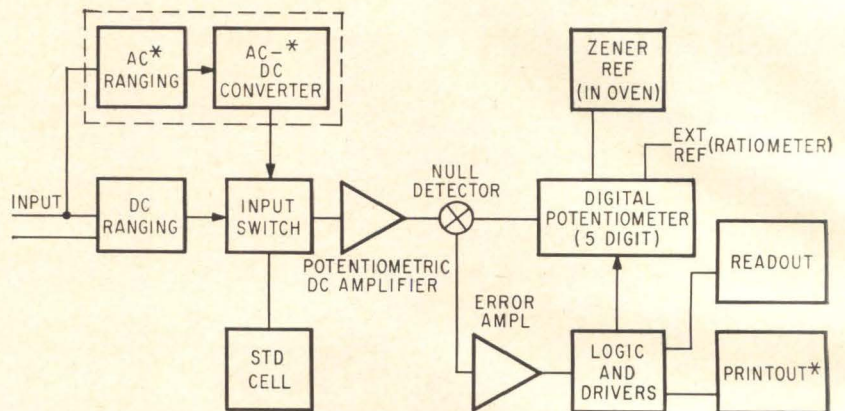 AC*
RANGING
AC-*
DC
CONVERTER
ZENER
REF
(IN OVEN)
EXT
REF (RATIOMETER)
INPUT
DC
RANGING
INPUT
SWITCH
NULL
DETECTOR
DIGITAL
POTENTIOMETER
(5 DIGIT)
POTENTIOMETRIC
DC AMPLIFIER
READOUT
ERROR
AMPL
STD
CELL
LOGIC
AND
DRIVERS
PRINTOUT*